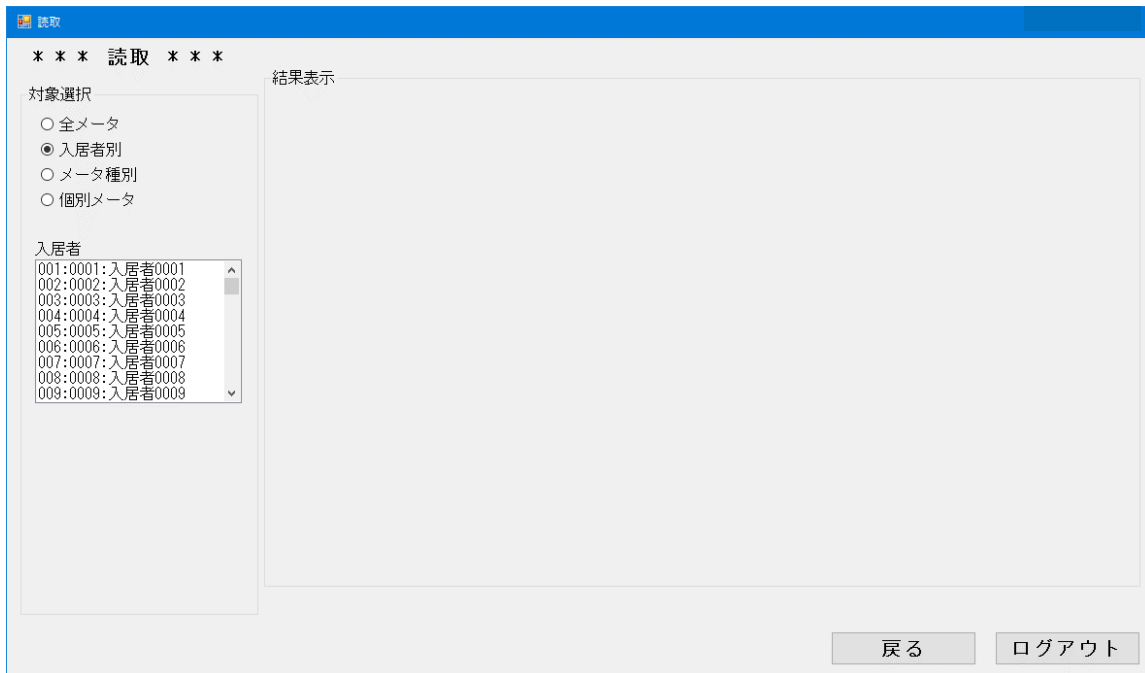 読取
＊＊＊ 読取 ＊＊＊
対象選択
全メータ
入居者別
メータ種別
個別メータ
入居者
001:0001:入居者0001
002:0002:入居者0002
003:0003:入居者0003
004:0004:入居者0004
005:0005:入居者0005
006:0006:入居者0006
007:0007:入居者0007
008:0008:入居者0008
009:0009:入居者0009
結果表示
戻る
ログアウト